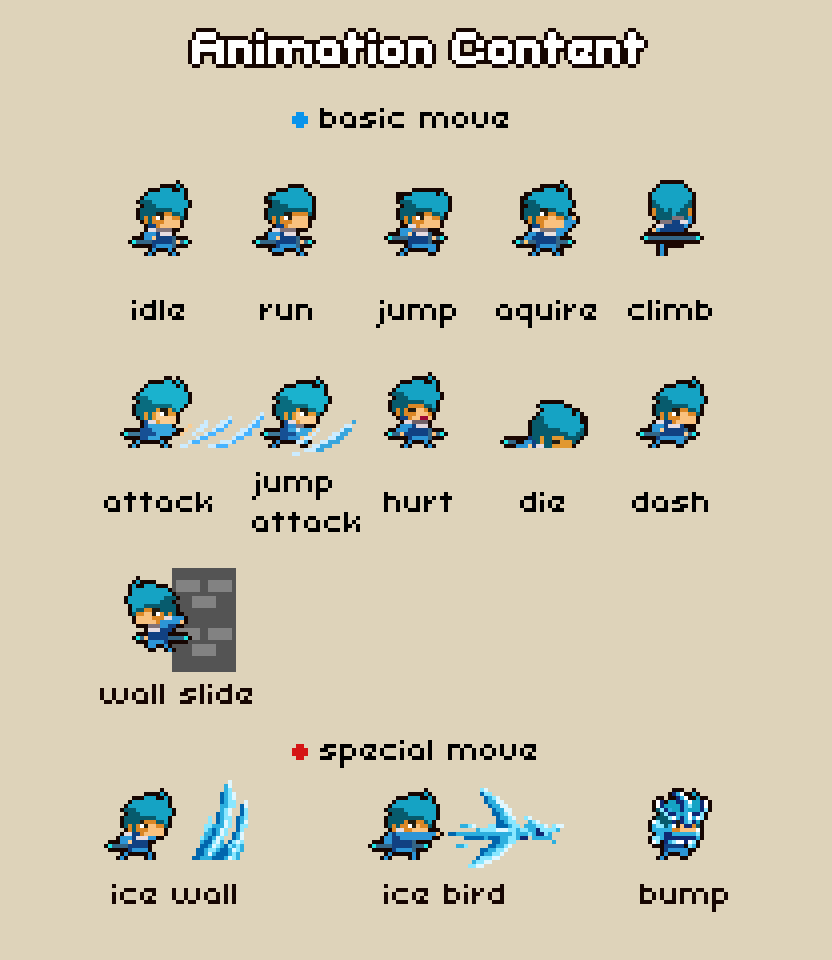 Animation Content
basic move
idle run jump aquire climb
attack jump attack hurt die dash
wall slide
special move
ice wall ice bird bump